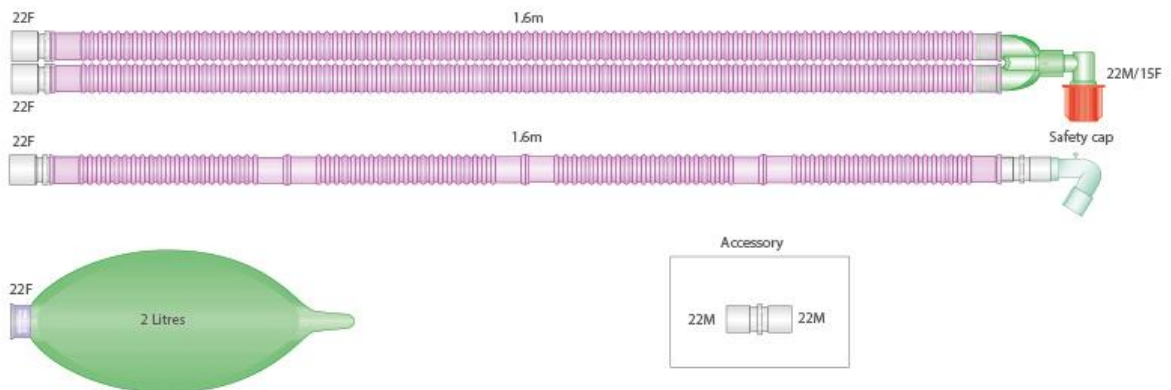 22F
1.6m
22F
22M/15F
22F
1.6m
Safety cap
22F
2 Litres
Accessory
22M
22M